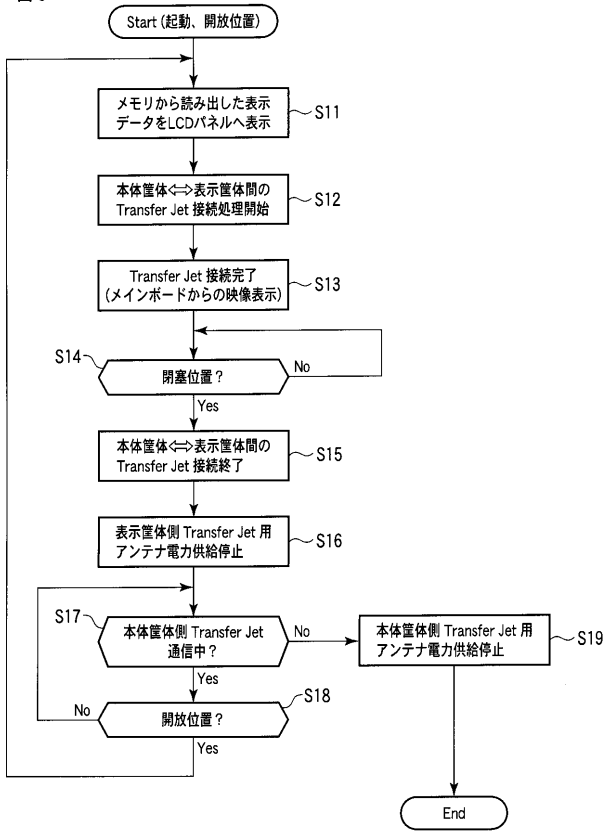 Start (起動、開放位置)
メモリから読み出した表示
データをLCDパネルへ表示
S11
本体筐体⇔表示筐体間の
Transfer Jet 接続処理開始
S12
Transfer Jet 接続完了
(メインボードからの映像表示)
S13
S14
閉塞位置？
No
Yes
本体筐体⇔表示筐体間の
Transfer Jet 接続終了
S15
表示筐体側 Transfer Jet 用
アンテナ電力供給停止
S16
S17
本体筐体側 Transfer Jet
通信中？
No
Yes
本体筐体側 Transfer Jet 用
アンテナ電力供給停止
S19
S18
開放位置？
No
Yes
End